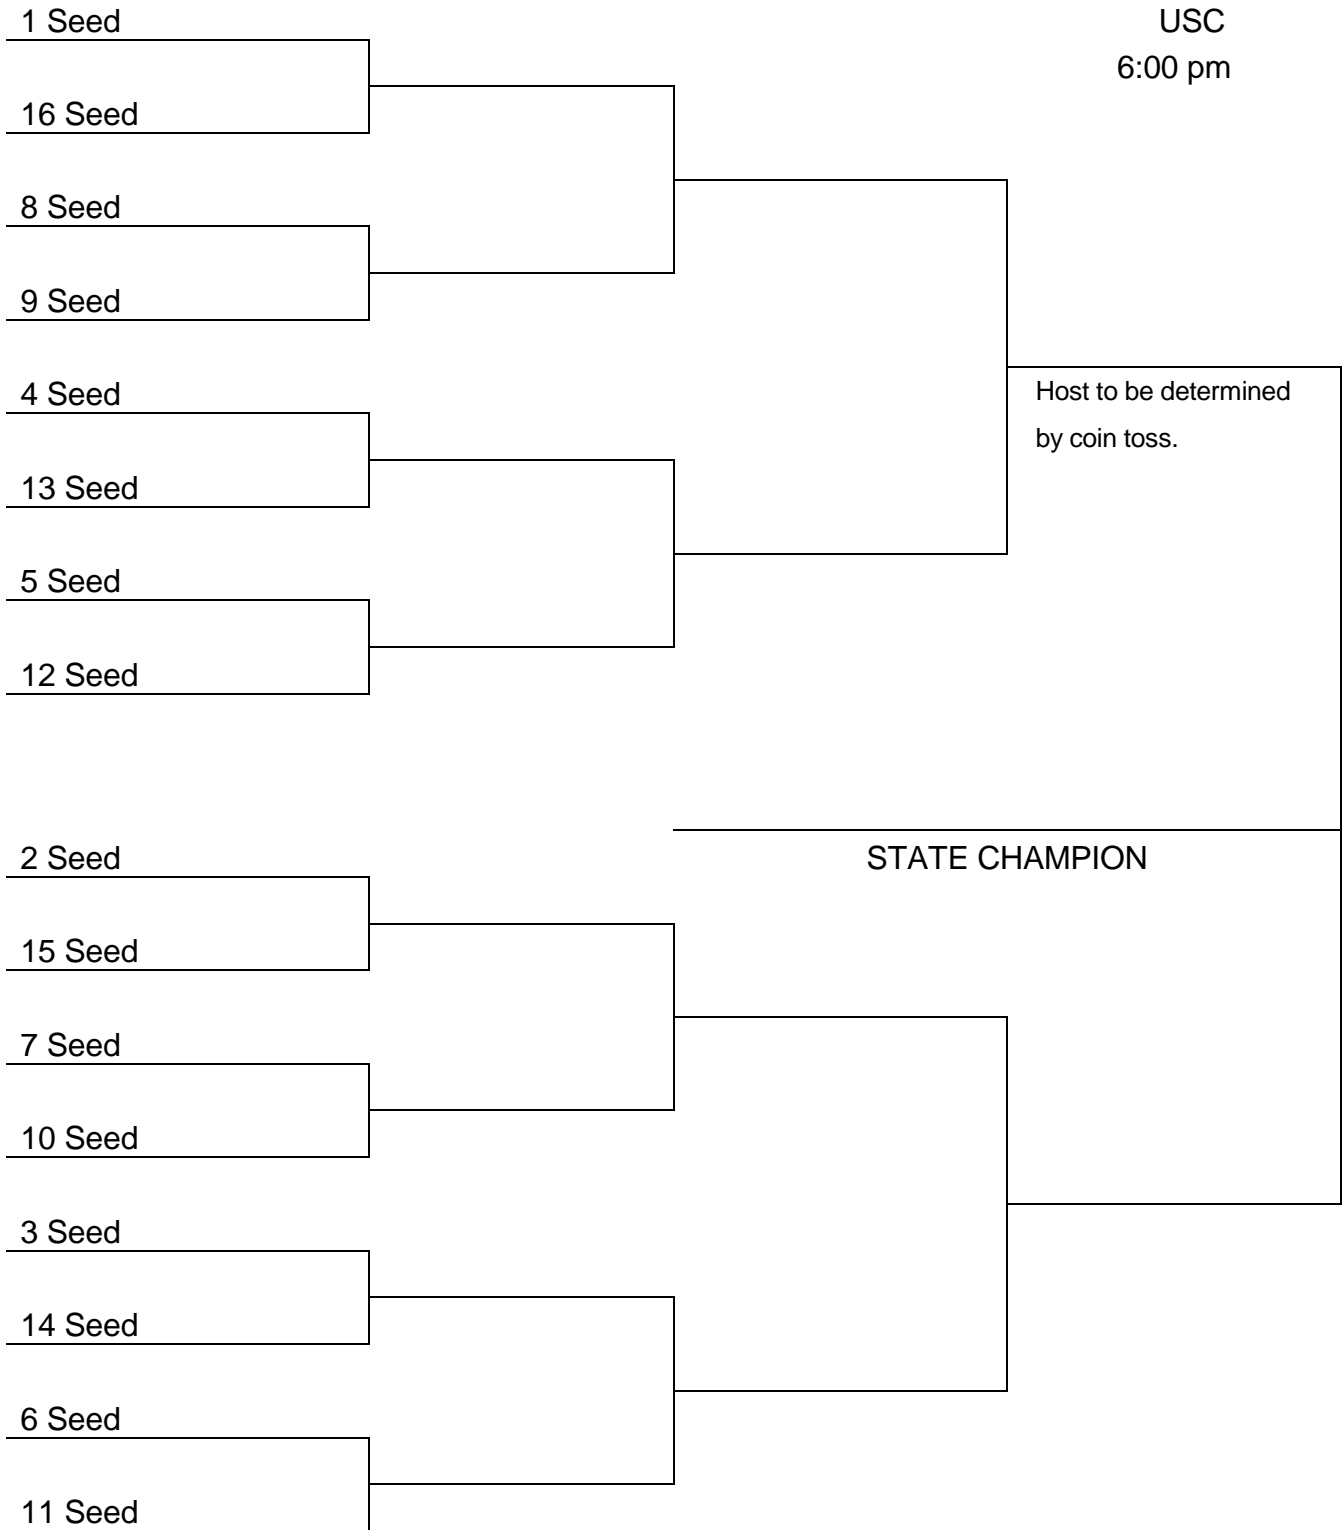 1 Seed
USC
6:00 pm
16 Seed
8 Seed
9 Seed
4 Seed
Host to be determined
by coin toss.
13 Seed
5 Seed
12 Seed
2 Seed
STATE CHAMPION
15 Seed
7 Seed
10 Seed
3 Seed
14 Seed
6 Seed
11 Seed